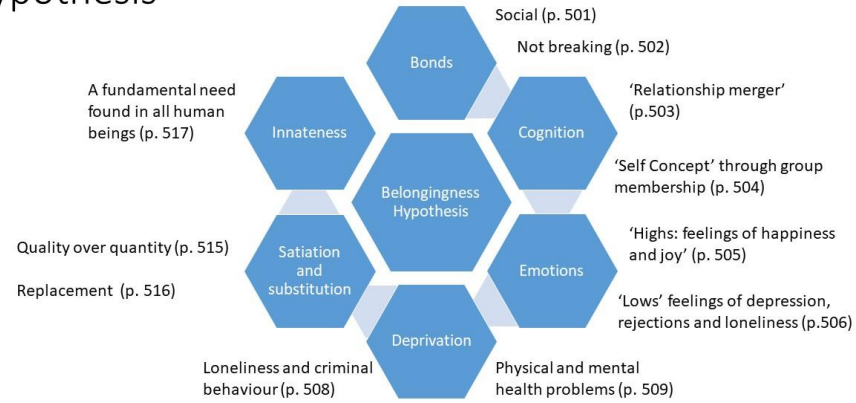 Social (p. 501)
Not breaking (p. 502)
Bonds
A fundamental need
found in all human
beings (p. 517)
Innateness
Cognition
‘Relationship merger’
(p.503)
‘Self Concept’ through group
membership (p. 504)
Belongingness
Hypothesis
Quality over quantity (p. 515)
Replacement (p. 516)
Satiation
and
substitution
Emotions
‘Highs: feelings of happiness
and joy’ (p. 505)
‘Lows’ feelings of depression,
rejections and loneliness (p.506)
Deprivation
Loneliness and criminal
behaviour (p. 508)
Physical and mental
health problems (p. 509)